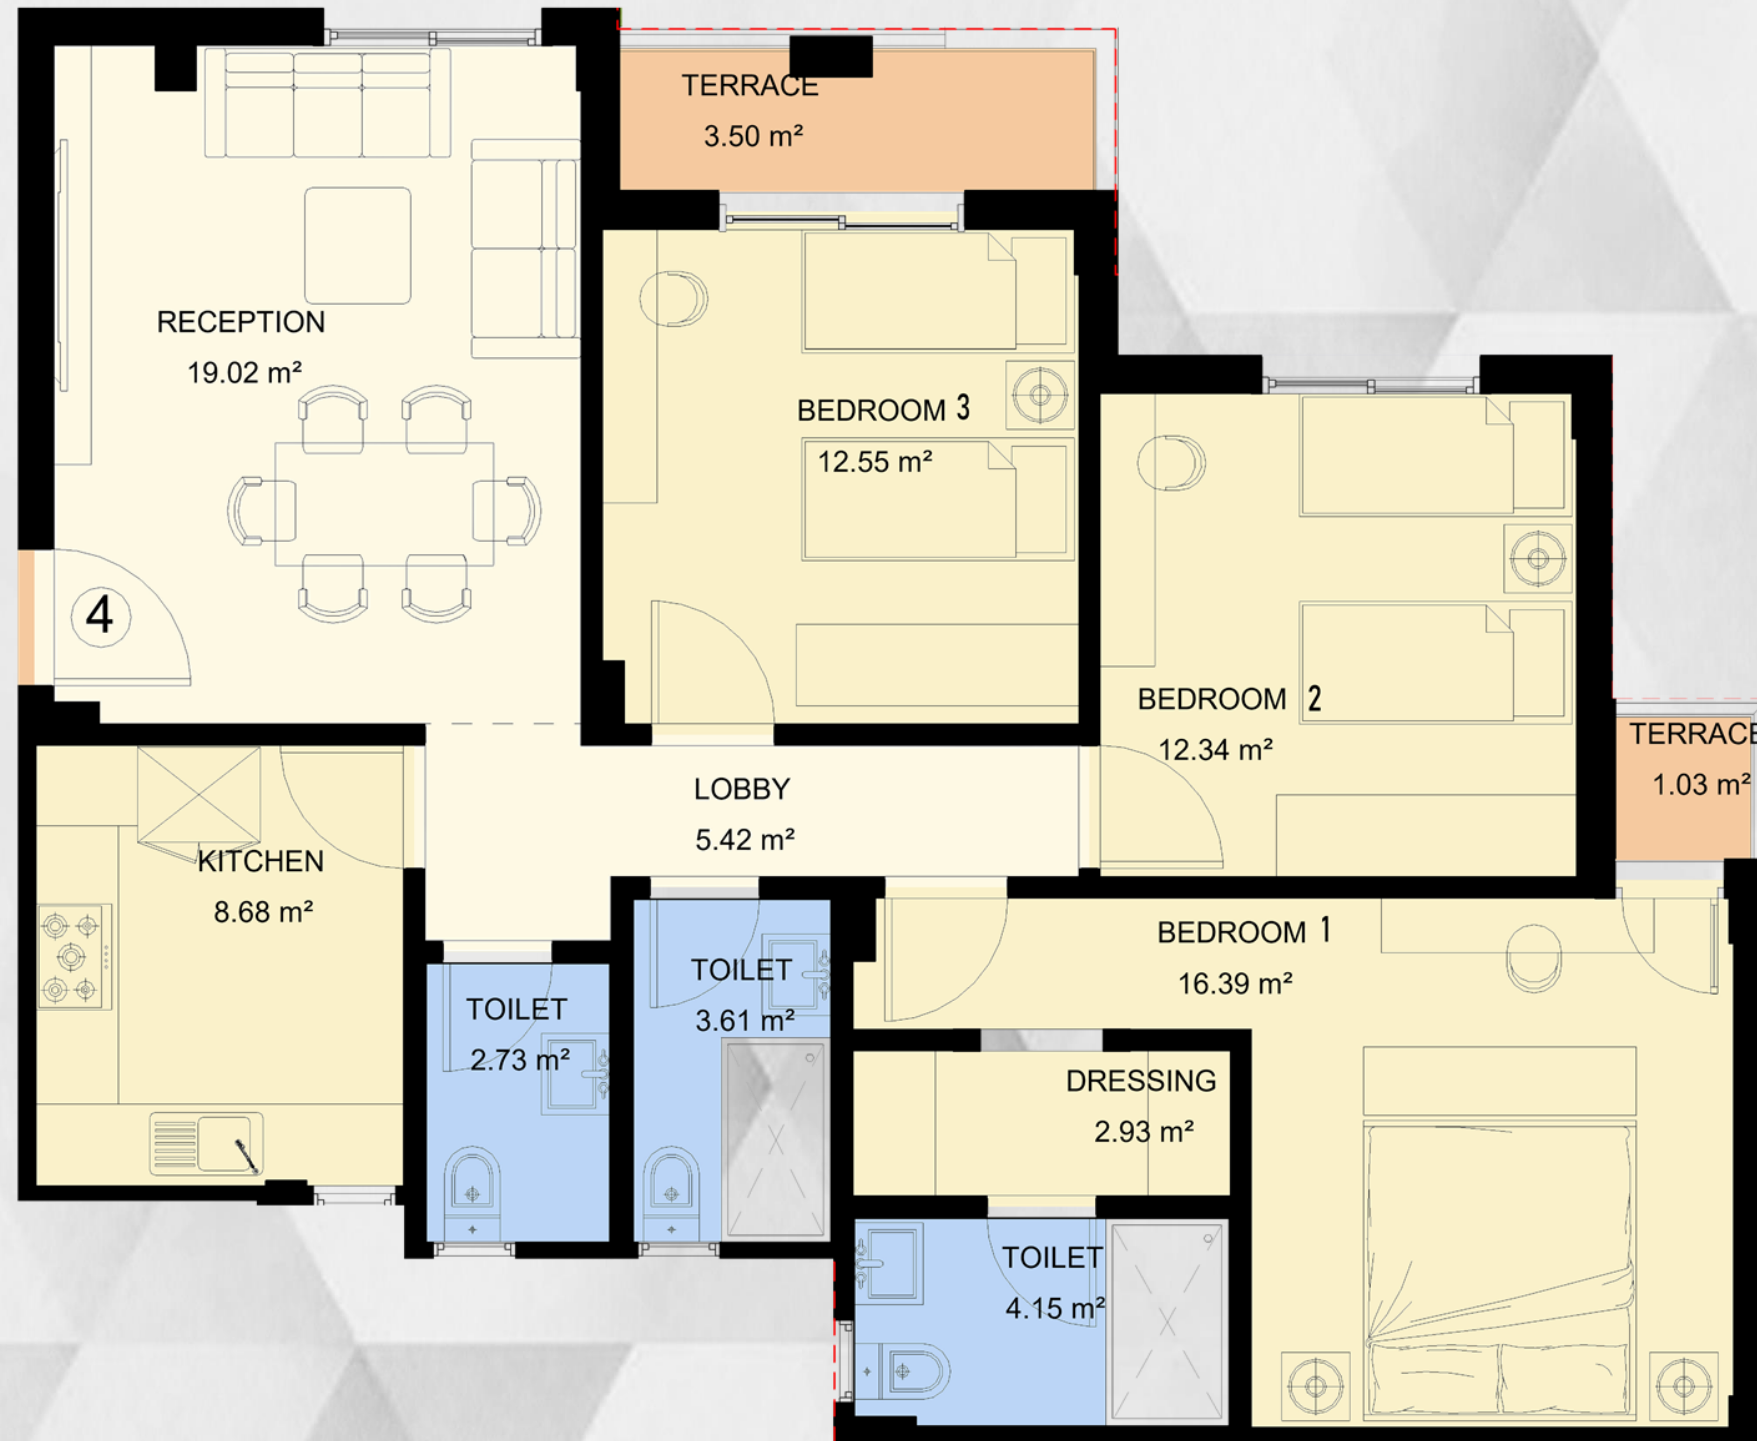 TERRACE
3.50 m²
RECEPTION
19.02 m²
BEDROOM 3
12.55 m²
4
BEDROOM 2
12.34 m²
TERRACE
1.03 m²
LOBBY
5.42 m²
KITCHEN
8.68 m²
BEDROOM 1
16.39 m²
TOILET
3.61 m²
TOILET
2.73 m²
DRESSING
2.93 m²
TOILET
4.15 m²